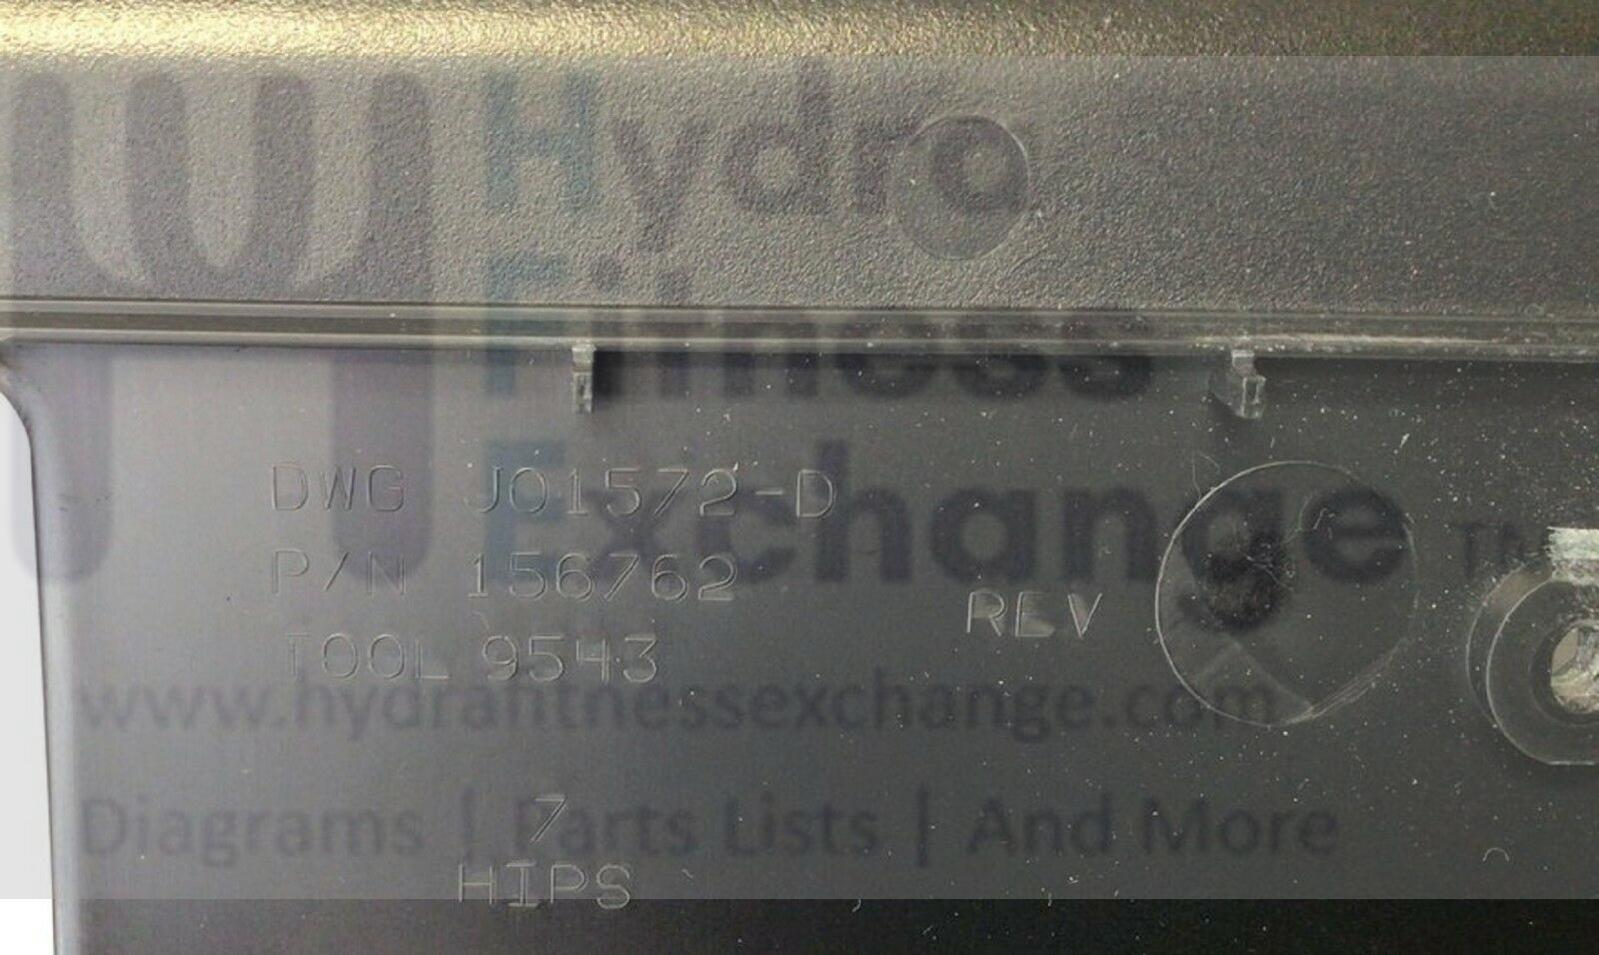 Hydro
Fitness
Exchange TM
DWG J01572-D
P/N 156762
REV
TOOL 9543
www.hydrafitnessexchange.com
Diagrams | Parts Lists | And More
7
HIPS